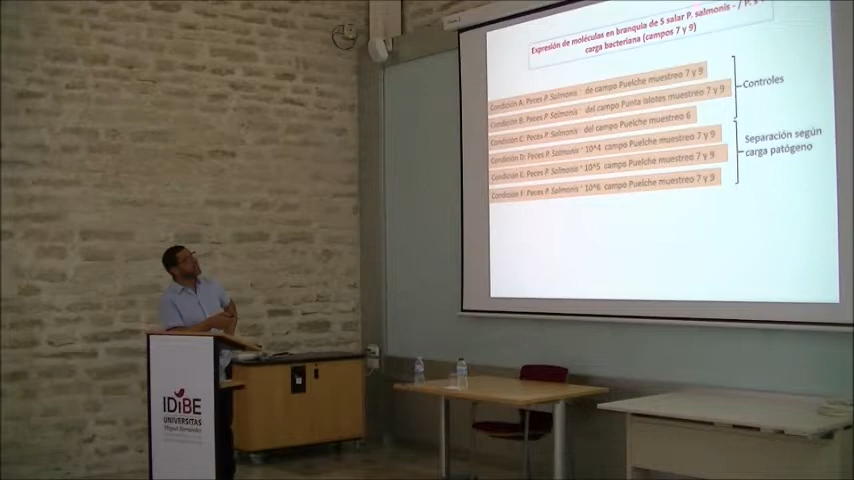 Expresión de moléculas en branquia de S salar P. salmonis - / P. s
carga bacteriana (campos 7 y 9)
Condición A: Peces P. Salmonis - de campo Puelche muestreo 7 y 9
Condición B: Peces P. Salmonis - del campo Punta Islotes muestreo 7 y 9
Condición C: Peces P. Salmonis - del campo Puelche muestreo 6
Condición D: Peces P. Salmonis + 10^4 campo Puelche muestreo 7 y 9
Condición E: Peces P. Salmonis + 10^5 campo Puelche muestreo 7 y 9
Condición F: Peces P. Salmonis + 10^6 campo Puelche muestreo 7 y 9
Controles
Separación según
carga patógeno
IDiBE
UNIVERSITAS
Miguel Hernández